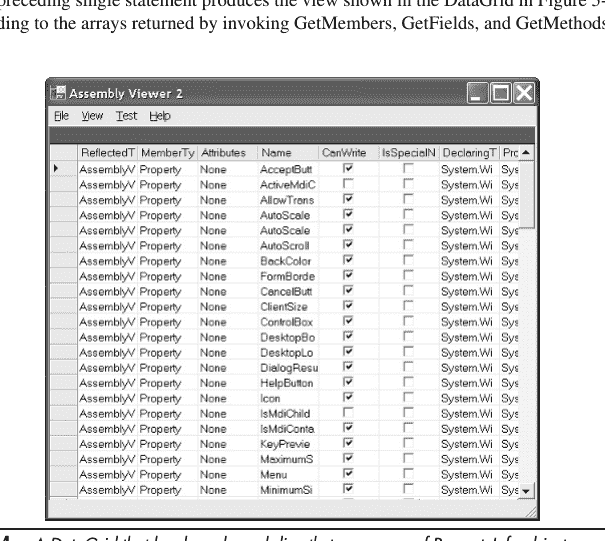 preceding single statement produces the view shown in the DataGrid in Figure 5-
ding to the arrays returned by invoking GetMembers, GetFields, and GetMethods
Assembly Viewer 2
File View Test Help
ReflectedT MemberTy Attributes Name CanWrite IsSpecialN DeclaringT Prc
AssemblyV Property None AcceptButt System.Wi Sys
AssemblyV Property None ActiveMdiC System.Wi Sys
AssemblyV Property None AllowTrans System.Wi Sys
AssemblyV Property None AutoScale System.Wi Sys
AssemblyV Property None AutoScale System.Wi Sys
AssemblyV Property None AutoScroll System.Wi Sys
AssemblyV Property None BackColor System.Wi Sys
AssemblyV Property None FormBorde System.Wi Sys
AssemblyV Property None CancelButt System.Wi Sys
AssemblyV Property None ClientSize System.Wi Sys
AssemblyV Property None ControlBox System.Wi Sys
AssemblyV Property None DesktopBo System.Wi Sys
AssemblyV Property None DesktopLo System.Wi Sys
AssemblyV Property None DialogResu System.Wi Sys
AssemblyV Property None HelpButton System.Wi Sys
AssemblyV Property None Icon System.Wi Sys
AssemblyV Property None IsMdiChild System.Wi Sys
AssemblyV Property None IsMdiConta System.Wi Sys
AssemblyV Property None KeyPrevie System.Wi Sys
AssemblyV Property None MaximumS System.Wi Sys
AssemblyV Property None Menu System.Wi Sys
AssemblyV Property None MinimumSi System.Wi Sys